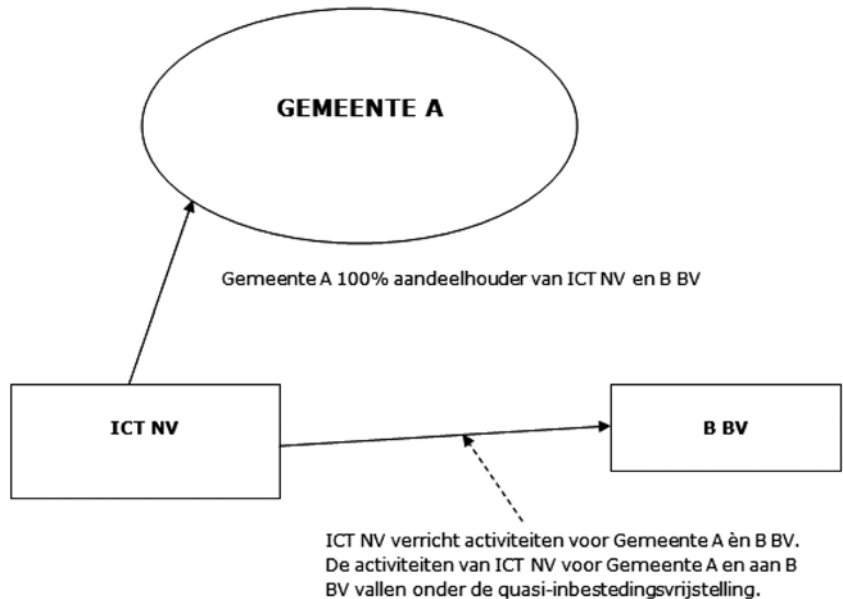 GEMEENTE A
Gemeente A 100% aandeelhouder van ICT NV en B BV
ICT NV
B BV
ICT NV verricht activiteiten voor Gemeente A èn B BV.
De activiteiten van ICT NV voor Gemeente A en aan B
BV vallen onder de quasi-inbestedingsvrijstelling.